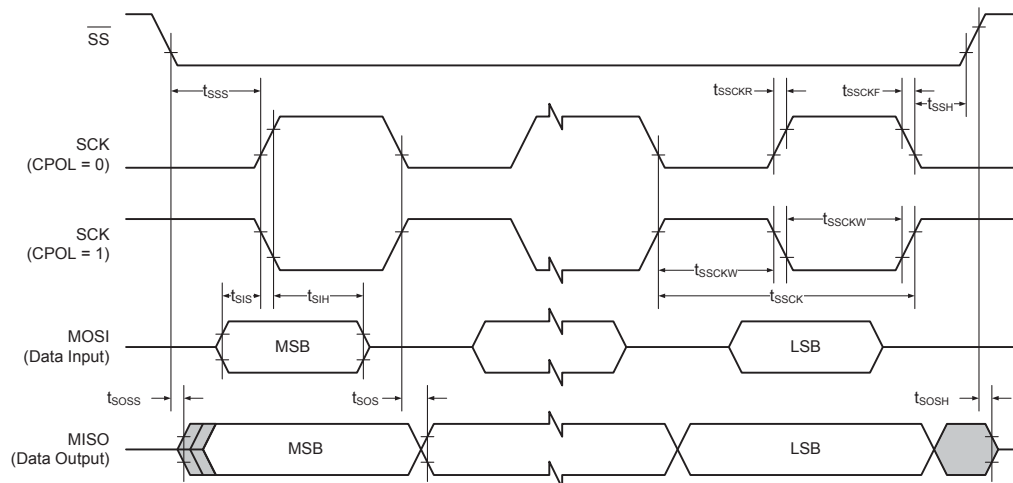 SS
tSSS
tSSCKR
tSSCKF
tSSH
SCK
(CPOL = 0)
SCK
(CPOL = 1)
tSSCKW
tSSCKW
tSIS
tSIH
tSSCK
MOSI
(Data Input)
MSB
LSB
tSOSS
tSOS
tSOSH
MISO
(Data Output)
MSB
LSB